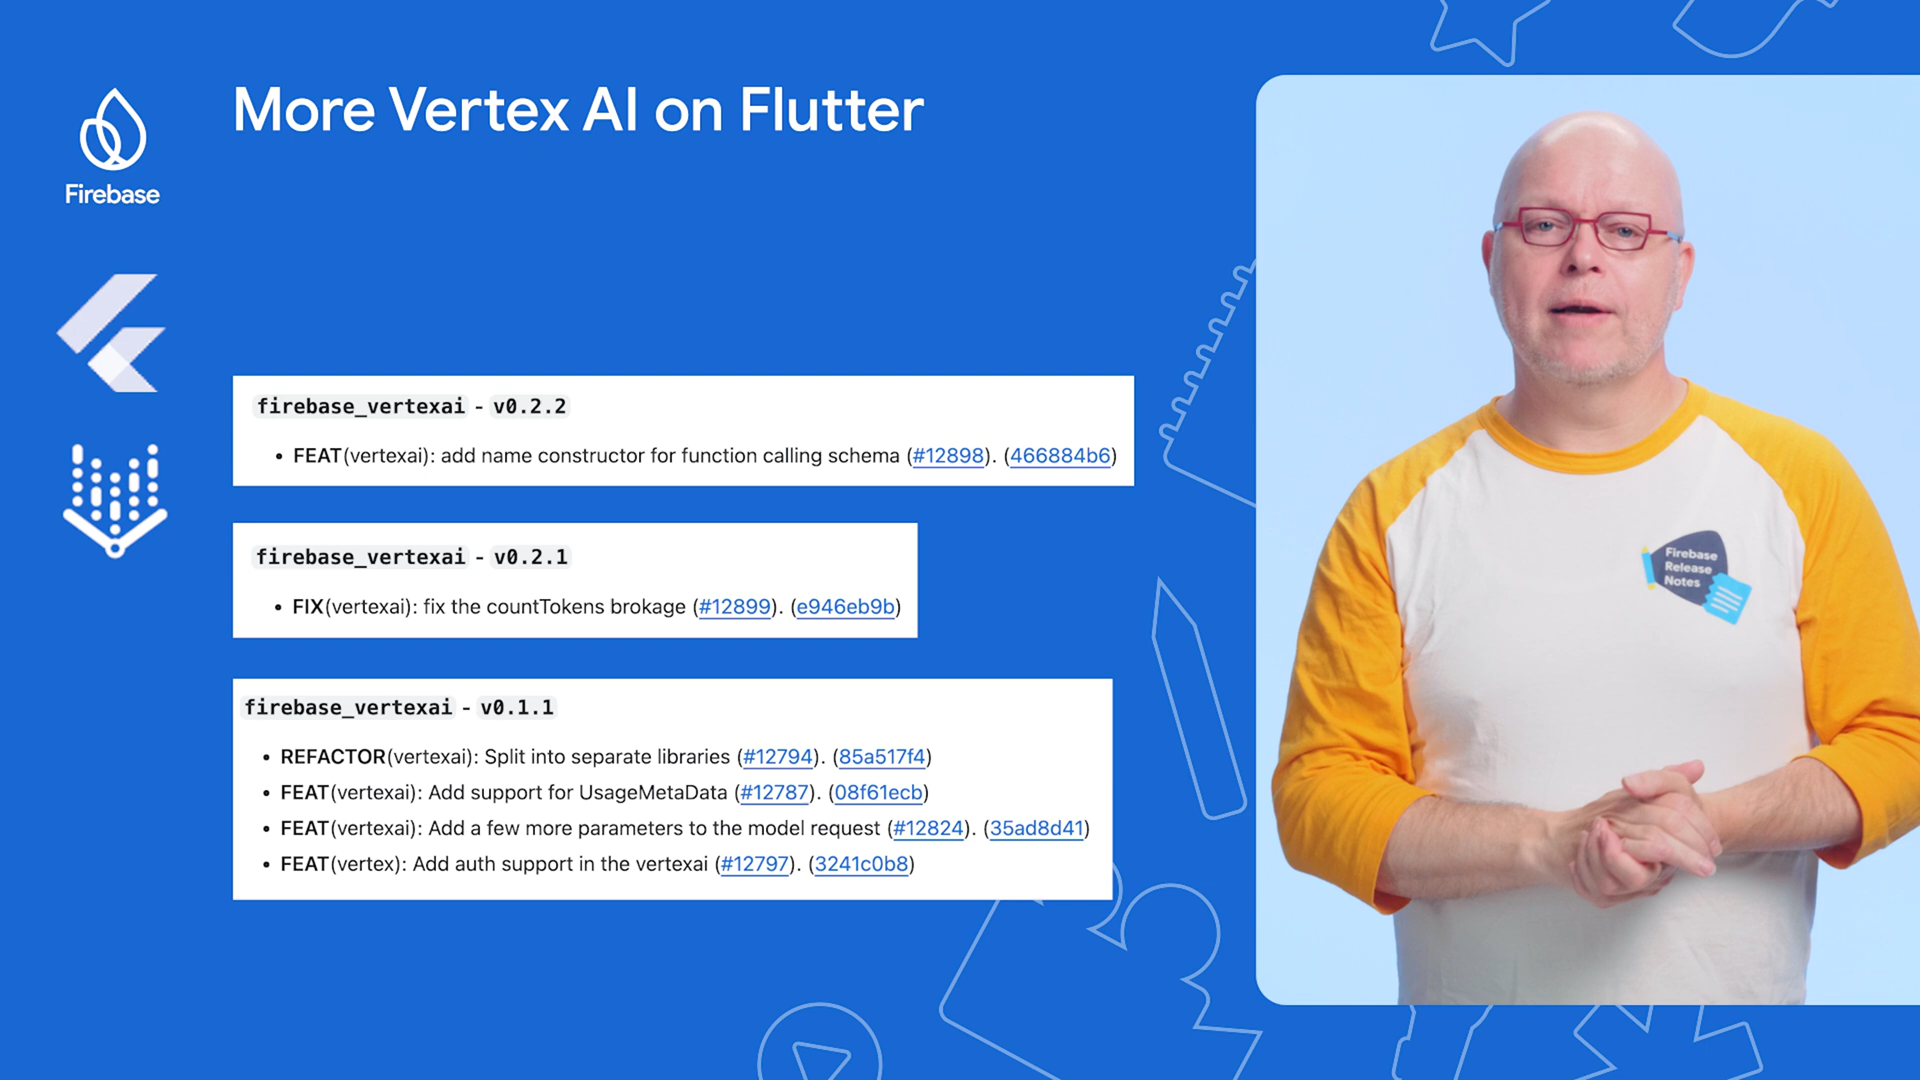 More Vertex AI on Flutter
Firebase
firebase_vertexai - v0.2.2
• FEAT(vertexai): add name constructor for function calling schema (#12898). (466884b6)
firebase_vertexai - v0.2.1
• FIX(vertexai): fix the countTokens brokage (#12899). (e946eb9b)
firebase_vertexai - v0.1.1
• REFACTOR(vertexai): Split into separate libraries (#12794). (85a517f4)
• FEAT(vertexai): Add support for UsageMetaData (#12787). (08f61ecb)
• FEAT(vertexai): Add a few more parameters to the model request (#12824). (35ad8d41)
• FEAT(vertex): Add auth support in the vertexai (#12797). (3241c0b8)
Firebase
Release
Notes